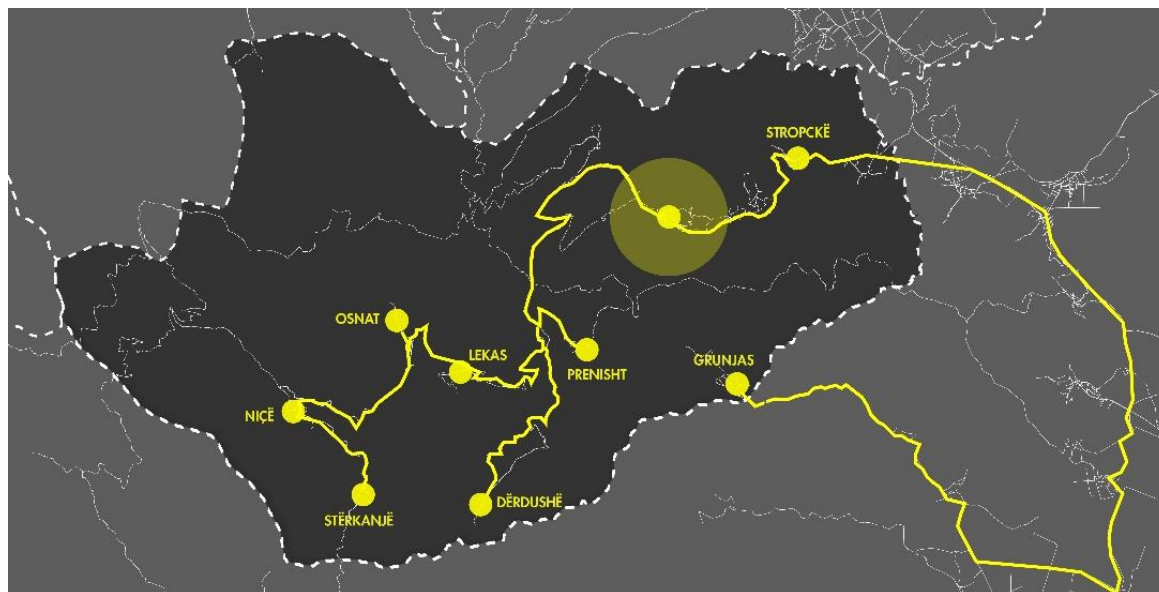 STROPCKË
OSNAT
LEKAS
PRENISHT
GRUNJAS
NIÇË
STËRKANJË
DËRDUSHË